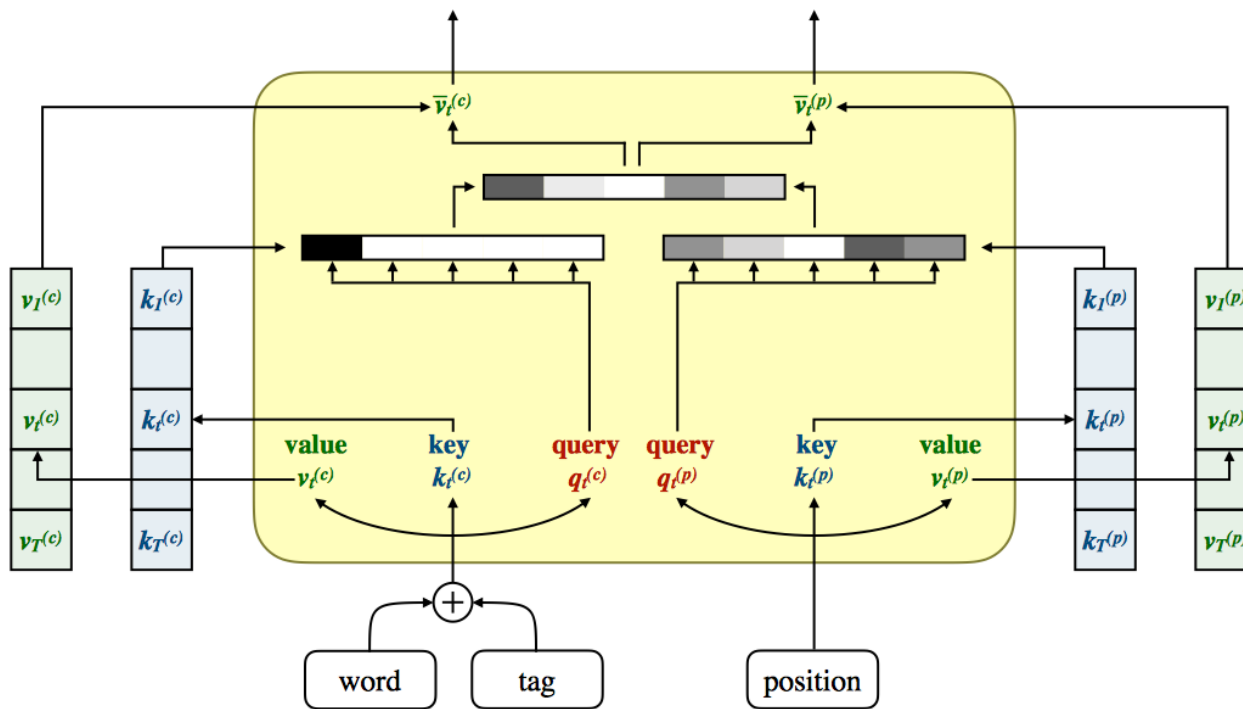 v̄t(c) v̄t(p)
v1(c) k1(c) k1(p) v1(p)
vt(c) kt(c) kt(p) vt(p)
value key query query key value
vt(c) kt(c) qt(c) qt(p) kt(p) vt(p)
vT(c) kT(c) kT(p) vT(p)
+
word tag position